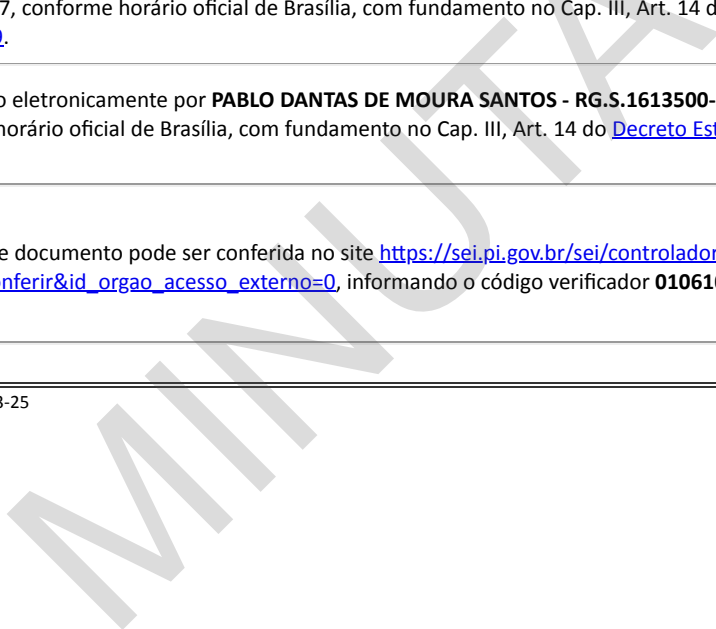 7, conforme horário oficial de Brasília, com fundamento no Cap. III, Art. 14 d
9.
o eletronicamente por PABLO DANTAS DE MOURA SANTOS - RG.S.1613500-
horário oficial de Brasília, com fundamento no Cap. III, Art. 14 do Decreto Est
e documento pode ser conferida no site https://sei.pi.gov.br/sei/controlador
onferir&id_orgao_acesso_externo=0, informando o código verificador 01061
3-25
MINUTA